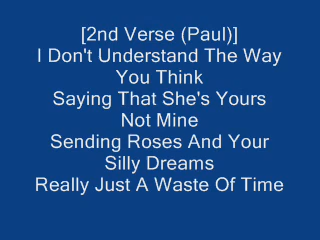 [2nd Verse (Paul)]
I Don't Understand The Way
You Think
Saying That She's Yours
Not Mine
Sending Roses And Your
Silly Dreams
Really Just A Waste Of Time